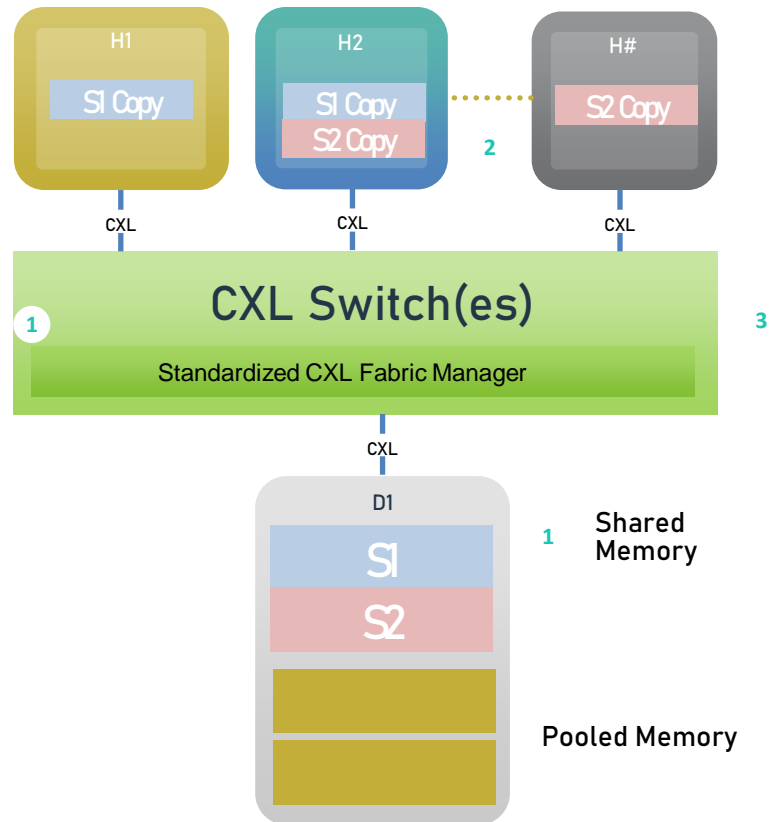 H1
H2
H#
S1 Copy
S1 Copy
S2 Copy
S2 Copy
2
CXL
CXL
CXL
CXL Switch(es)
1
3
Standardized CXL Fabric Manager
CXL
D1
S1
1
Shared
Memory
S2
Pooled Memory